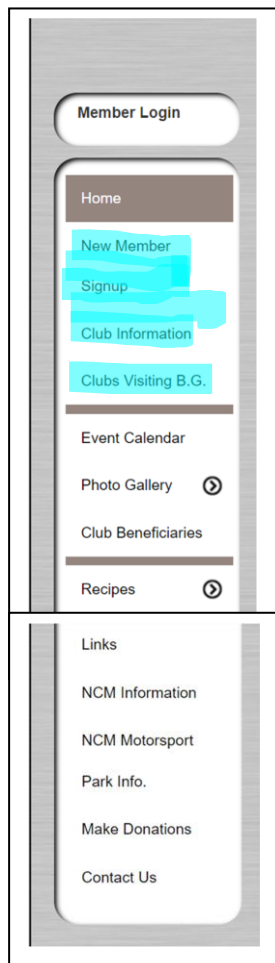 Member Login
Home
New Member
Signup
Club Information
Clubs Visiting B.G.
Event Calendar
Photo Gallery
Club Beneficiaries
Recipes
Links
NCM Information
NCM Motorsport
Park Info.
Make Donations
Contact Us